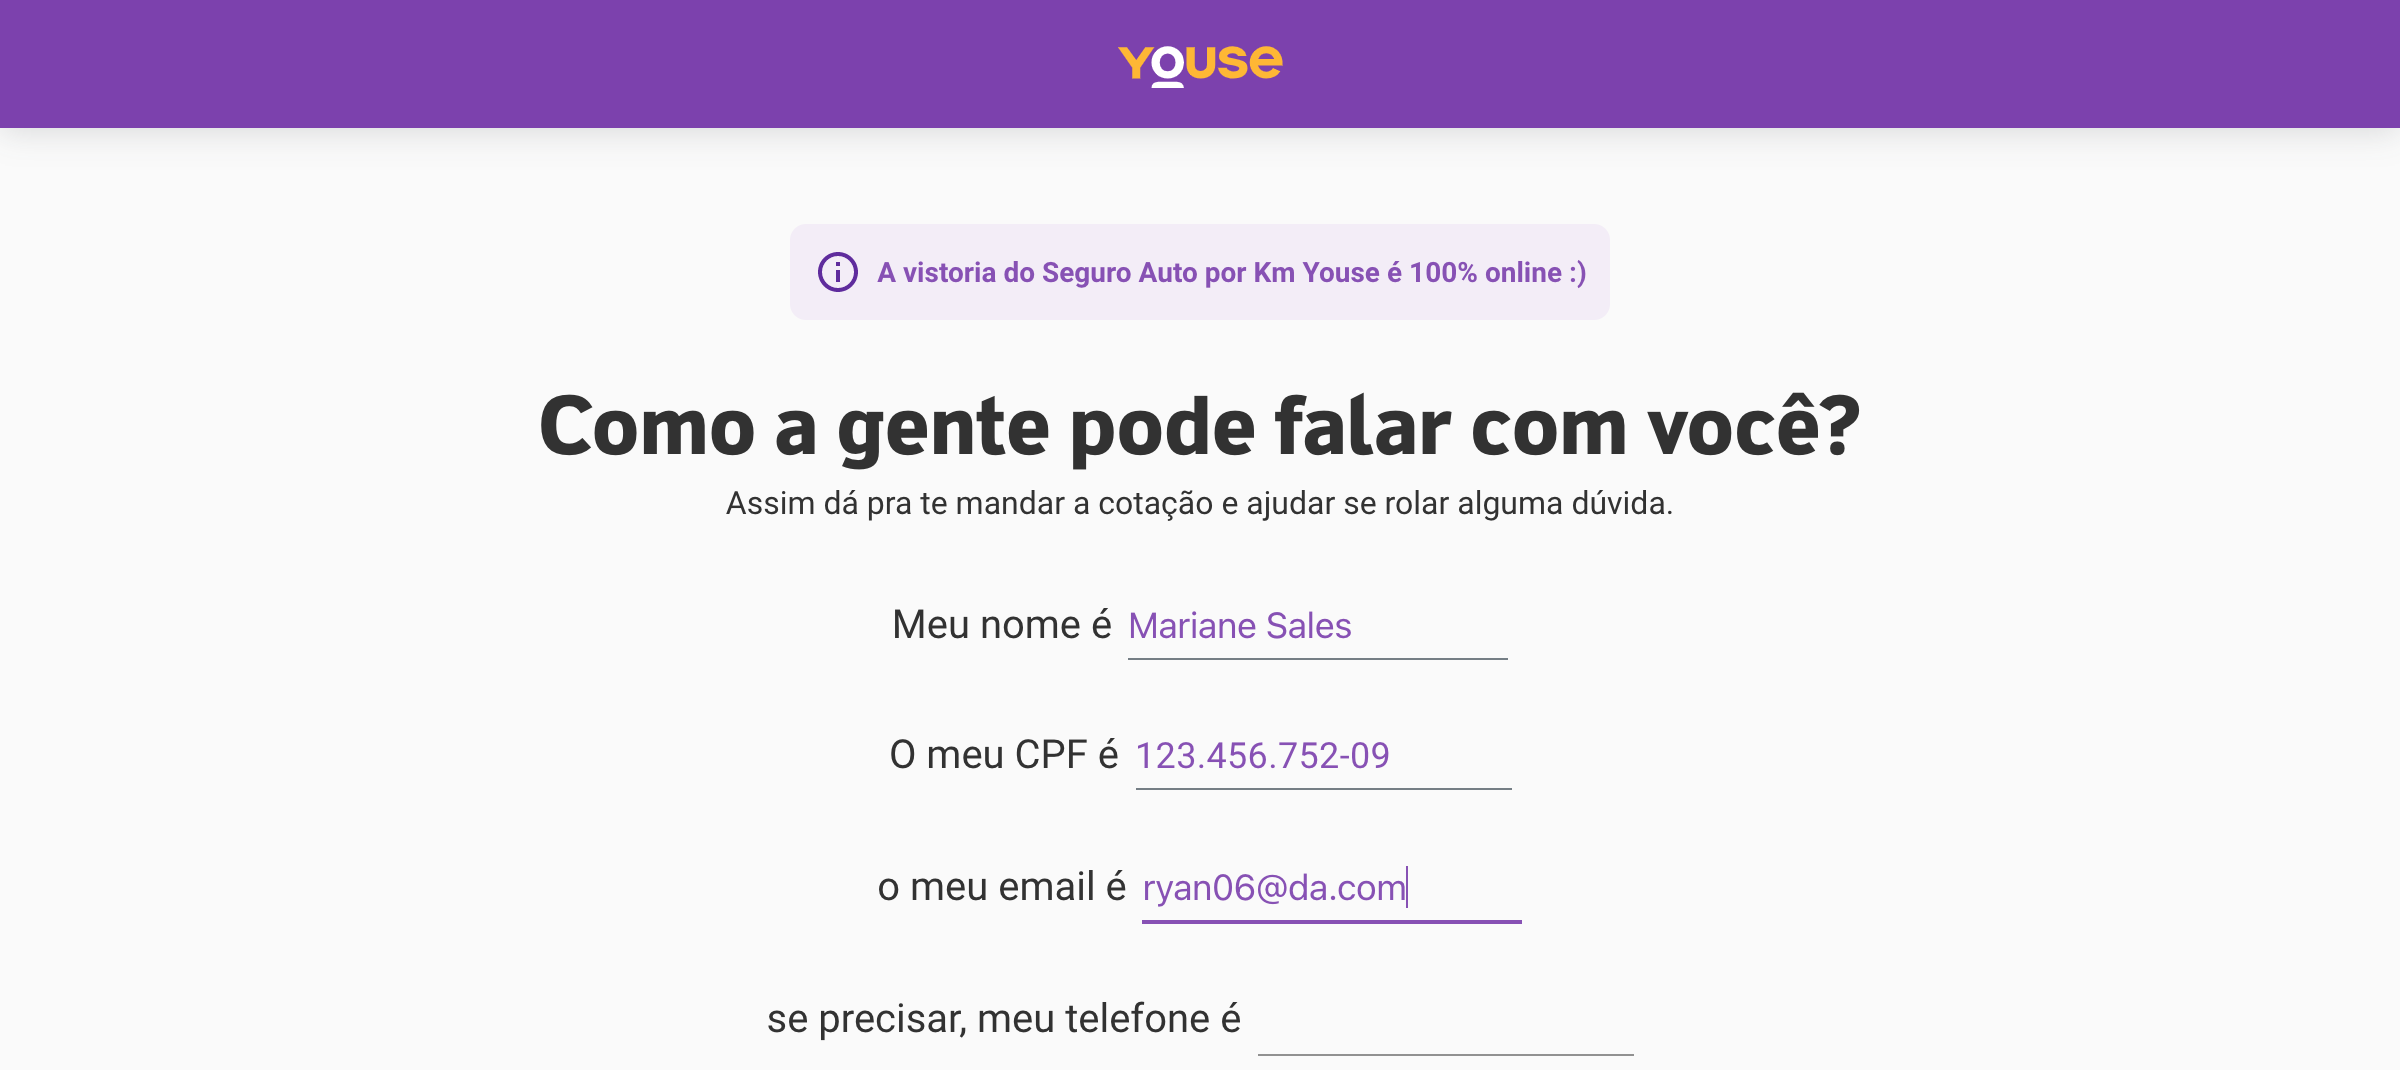 Youse
A vistoria do Seguro Auto por Km Youse é 100% online :)
Como a gente pode falar com você?
Assim dá pra te mandar a cotação e ajudar se rolar alguma dúvida.
Meu nome é Mariane Sales
O meu CPF é 123.456.752-09
o meu email é ryan06@da.com
se precisar, meu telefone é